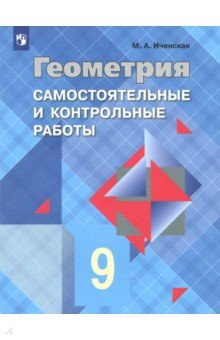 М. А. Иченская
Геометрия
САМОСТОЯТЕЛЬНЫЕ
И КОНТРОЛЬНЫЕ
РАБОТЫ
9